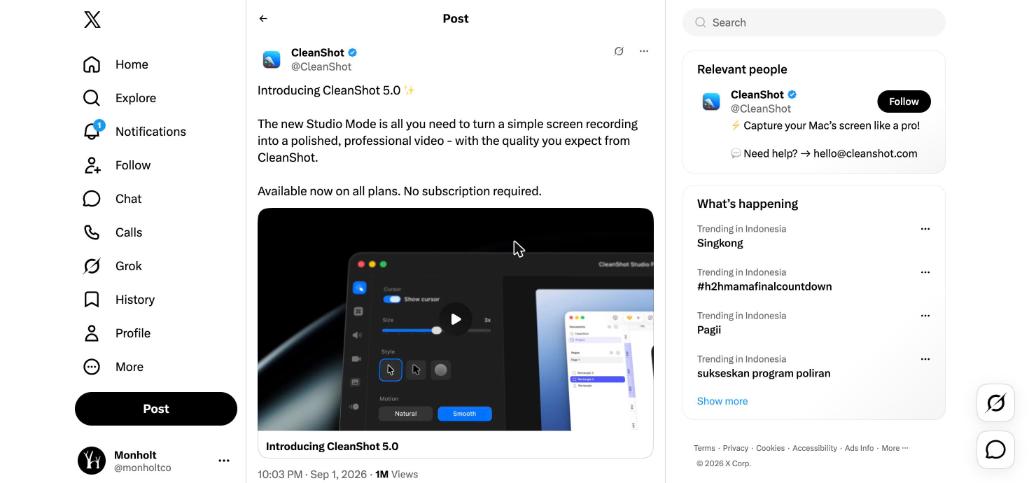 Home
Explore
1
Notifications
Follow
Chat
Calls
Grok
History
Profile
More
Post
Monholt
@monholtco
Post
CleanShot
@CleanShot
Introducing CleanShot 5.0 ✨
The new Studio Mode is all you need to turn a simple screen recording
into a polished, professional video - with the quality you expect from
CleanShot.
Available now on all plans. No subscription required.
CleanShot Studio
Cursor
Show cursor
Size
2x
Style
Motion
Natural
Smooth
Introducing CleanShot 5.0
10:03 PM · Sep 1, 2026 · 1M Views
Search
Relevant people
CleanShot
@CleanShot
Follow
⚡ Capture your Mac's screen like a pro!
💬 Need help? → hello@cleanshot.com
What's happening
Trending in Indonesia
Singkong
Trending in Indonesia
#h2hmamafinalcountdown
Trending in Indonesia
Pagii
Trending in Indonesia
sukseskan program poliran
Show more
Terms · Privacy · Cookies · Accessibility · Ads Info · More ···
© 2026 X Corp.